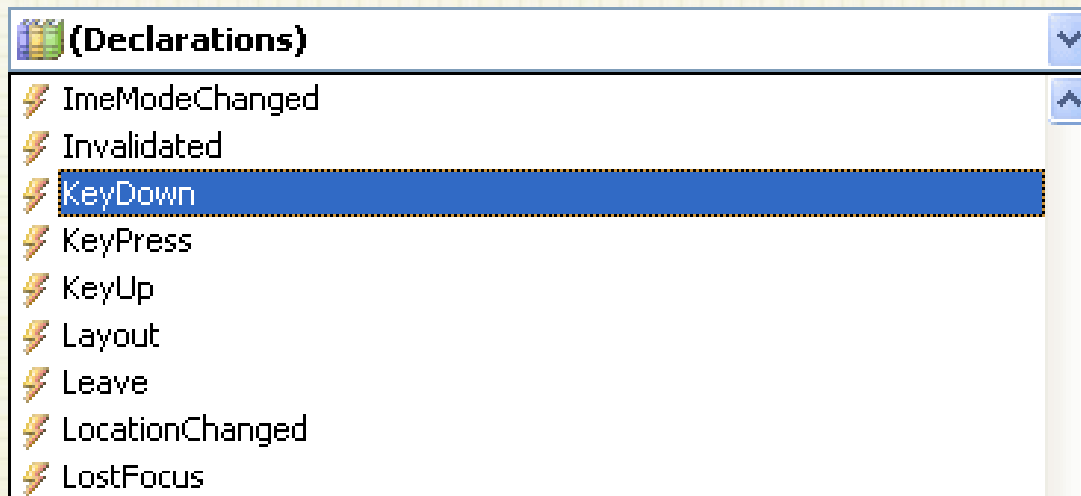 (Declarations)
ImeModeChanged
Invalidated
KeyDown
KeyPress
KeyUp
Layout
Leave
LocationChanged
LostFocus